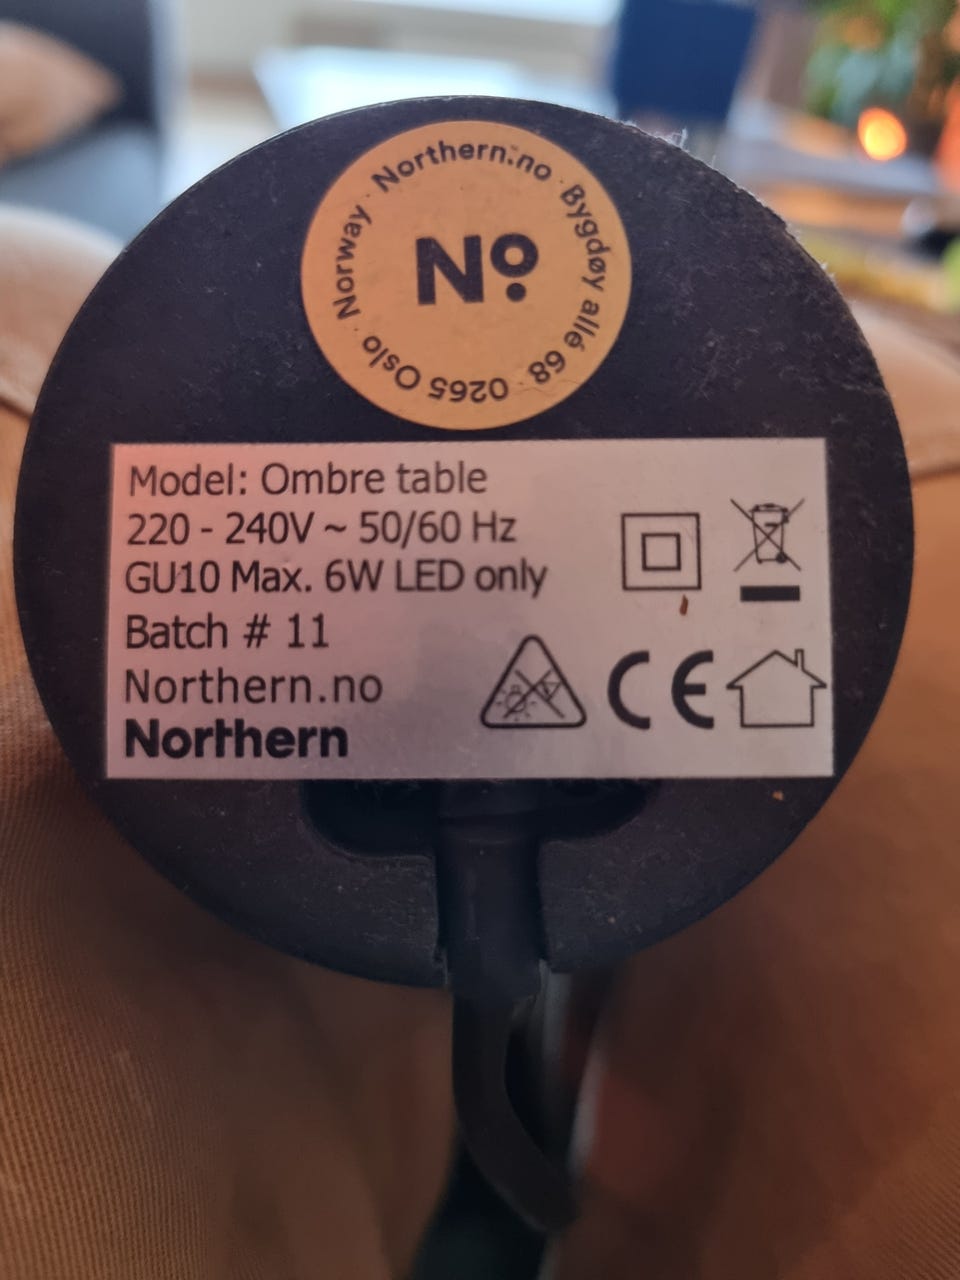 Northern.no · Bygdøy allé 68 · 0265 Oslo · Norway ·
Nº
Model: Ombre table
220 - 240V ~ 50/60 Hz
GU10 Max. 6W LED only
Batch # 11
Northern.no
Northern
CE